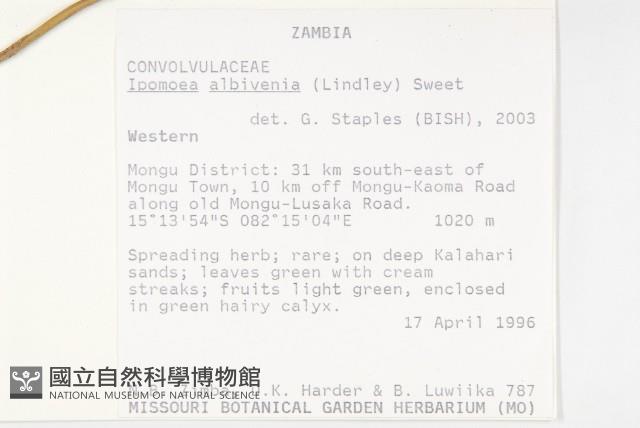 ZAMBIA
CONVOLVULACEAE
Ipomoea albivenia (Lindley) Sweet
det. G. Staples (BISH), 2003
Western
Mongu District: 31 km south-east of
Mongu Town, 10 km off Mongu-Kaoma Road
along old Mongu-Lusaka Road.
15°13'54"S 082°15'04"E 1020 m
Spreading herb; rare; on deep Kalahari
sands; leaves green with cream
streaks; fruits light green, enclosed
in green hairy calyx.
17 April 1996
國立自然科學博物館
NATIONAL MUSEUM OF NATURAL SCIENCE
N.B. Zimba, D.K. Harder & B. Luwiika 787
MISSOURI BOTANICAL GARDEN HERBARIUM (MO)